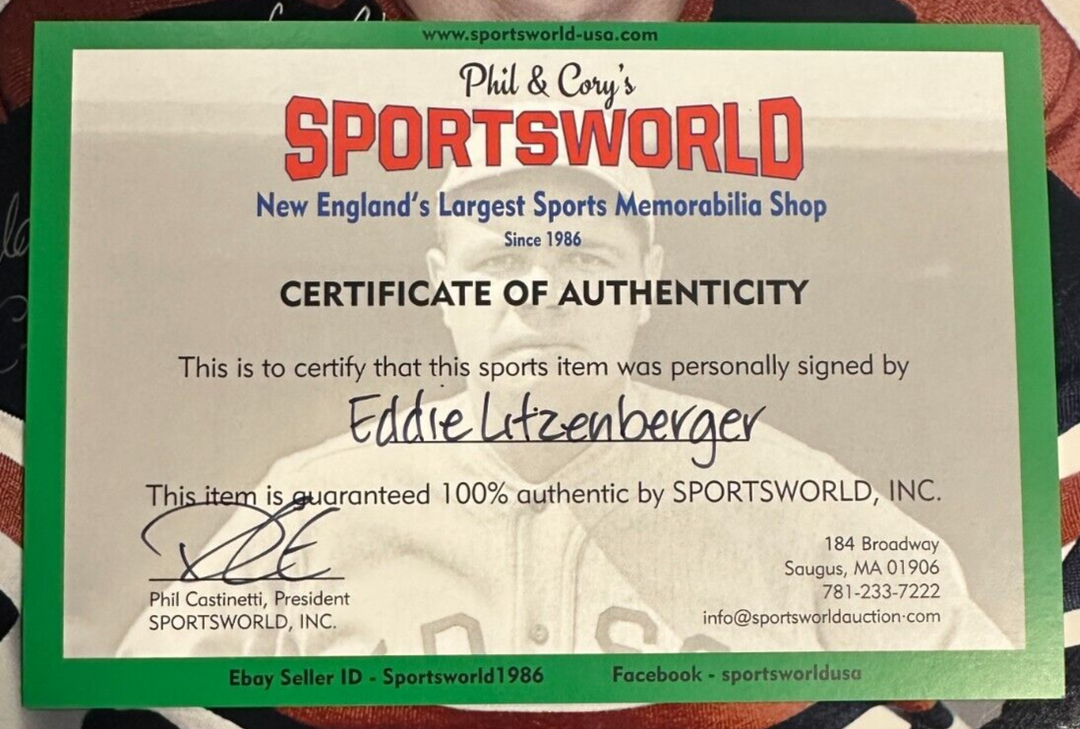 www.sportsworld-usa.com
Phil & Cory's
SPORTSWORLD
New England's Largest Sports Memorabilia Shop
Since 1986
CERTIFICATE OF AUTHENTICITY
This is to certify that this sports item was personally signed by
Eddie Litzenberger
This item is guaranteed 100% authentic by SPORTSWORLD, INC.
Phil Castinetti, President
SPORTSWORLD, INC.
184 Broadway
Saugus, MA 01906
781-233-7222
info@sportsworldauction.com
Ebay Seller ID - Sportsworld1986
Facebook - sportsworldusa